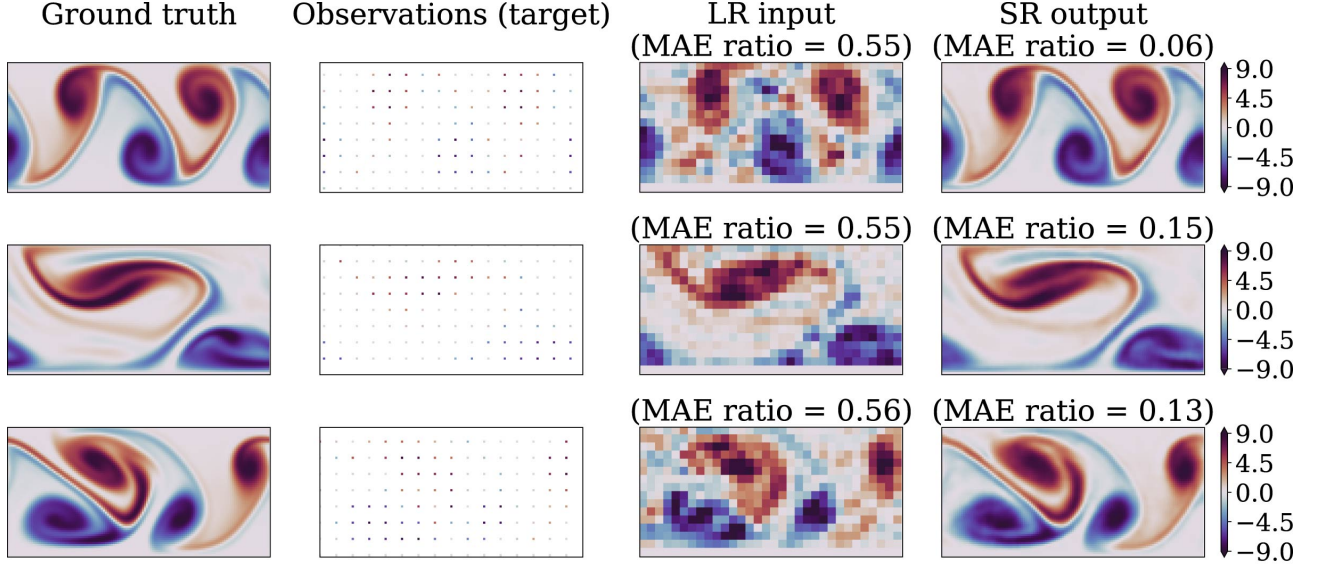 Ground truth
Observations (target)
LR input
(MAE ratio = 0.55)
SR output
(MAE ratio = 0.06)
9.0
4.5
0.0
−4.5
−9.0
(MAE ratio = 0.55)
(MAE ratio = 0.15)
9.0
4.5
0.0
−4.5
−9.0
(MAE ratio = 0.56)
(MAE ratio = 0.13)
9.0
4.5
0.0
−4.5
−9.0